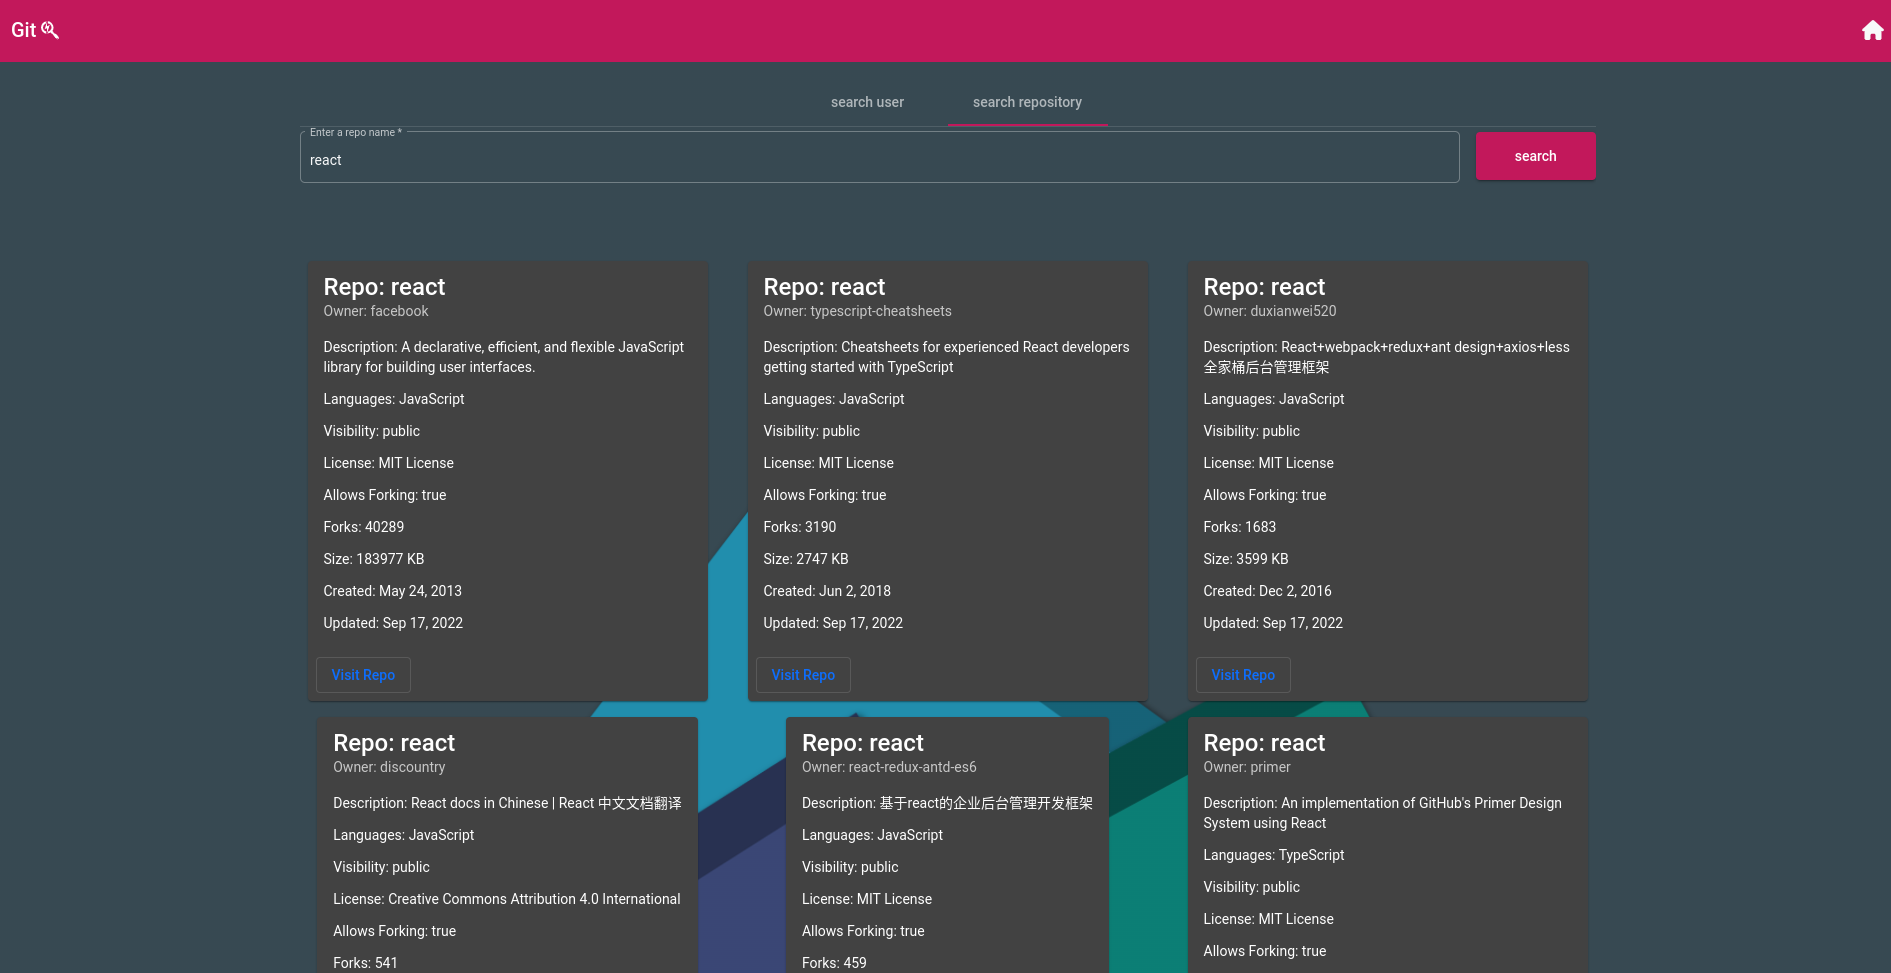 Git
search user
search repository
Enter a repo name *
react
search
Repo: react
Owner: facebook
Description: A declarative, efficient, and flexible JavaScript
library for building user interfaces.
Languages: JavaScript
Visibility: public
License: MIT License
Allows Forking: true
Forks: 40289
Size: 183977 KB
Created: May 24, 2013
Updated: Sep 17, 2022
Visit Repo
Repo: react
Owner: typescript-cheatsheets
Description: Cheatsheets for experienced React developers
getting started with TypeScript
Languages: JavaScript
Visibility: public
License: MIT License
Allows Forking: true
Forks: 3190
Size: 2747 KB
Created: Jun 2, 2018
Updated: Sep 17, 2022
Visit Repo
Repo: react
Owner: duxianwei520
Description: React+webpack+redux+ant design+axios+less
全家桶后台管理框架
Languages: JavaScript
Visibility: public
License: MIT License
Allows Forking: true
Forks: 1683
Size: 3599 KB
Created: Dec 2, 2016
Updated: Sep 17, 2022
Visit Repo
Repo: react
Owner: discountry
Description: React docs in Chinese | React 中文文档翻译
Languages: JavaScript
Visibility: public
License: Creative Commons Attribution 4.0 International
Allows Forking: true
Forks: 541
Repo: react
Owner: react-redux-antd-es6
Description: 基于react的企业后台管理开发框架
Languages: JavaScript
Visibility: public
License: MIT License
Allows Forking: true
Forks: 459
Repo: react
Owner: primer
Description: An implementation of GitHub's Primer Design
System using React
Languages: TypeScript
Visibility: public
License: MIT License
Allows Forking: true